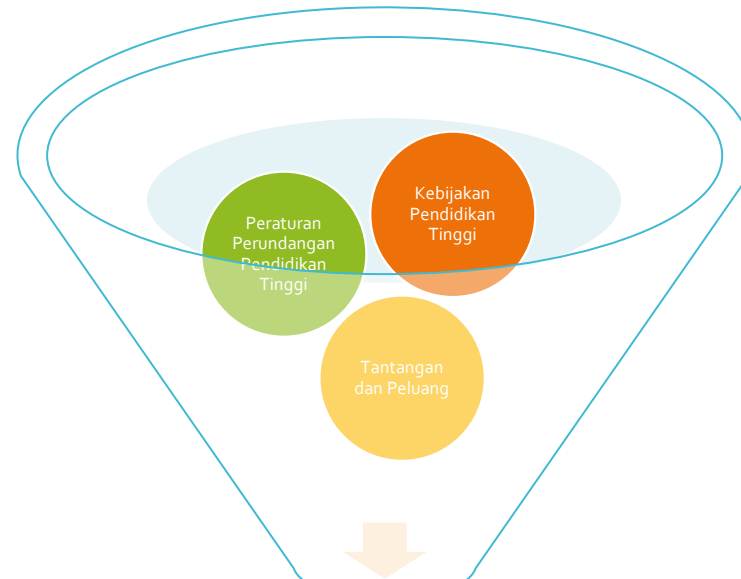 Peraturan
Perundangan
Pendidikan
Tinggi
Kebijakan
Pendidikan
Tinggi
Tantangan
dan Peluang